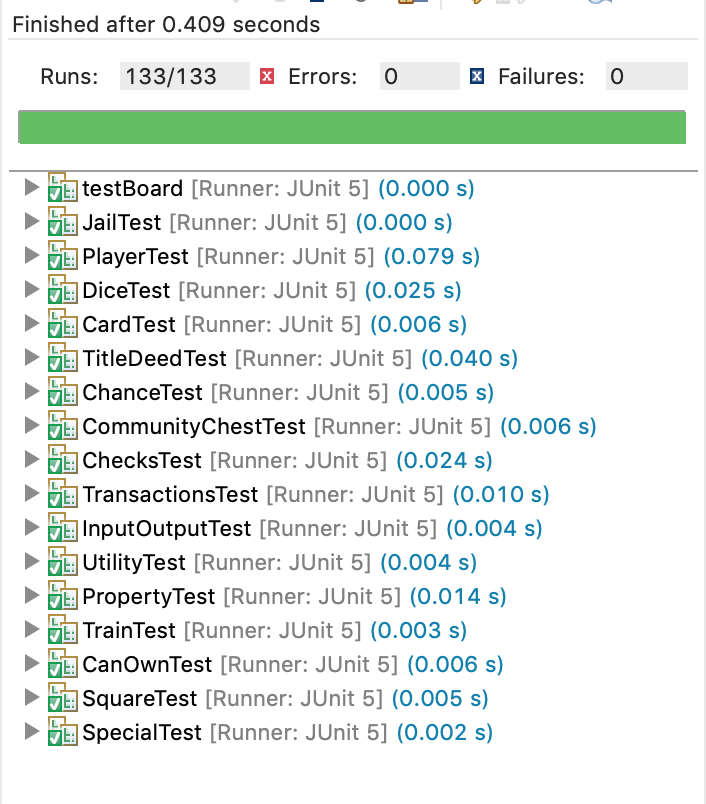 Finished after 0.409 seconds
Runs: 133/133 Errors: 0 Failures: 0
testBoard [Runner: JUnit 5] (0.000 s)
JailTest [Runner: JUnit 5] (0.000 s)
PlayerTest [Runner: JUnit 5] (0.079 s)
DiceTest [Runner: JUnit 5] (0.025 s)
CardTest [Runner: JUnit 5] (0.006 s)
TitleDeedTest [Runner: JUnit 5] (0.040 s)
ChanceTest [Runner: JUnit 5] (0.005 s)
CommunityChestTest [Runner: JUnit 5] (0.006 s)
ChecksTest [Runner: JUnit 5] (0.024 s)
TransactionsTest [Runner: JUnit 5] (0.010 s)
InputOutputTest [Runner: JUnit 5] (0.004 s)
UtilityTest [Runner: JUnit 5] (0.004 s)
PropertyTest [Runner: JUnit 5] (0.014 s)
TrainTest [Runner: JUnit 5] (0.003 s)
CanOwnTest [Runner: JUnit 5] (0.006 s)
SquareTest [Runner: JUnit 5] (0.005 s)
SpecialTest [Runner: JUnit 5] (0.002 s)